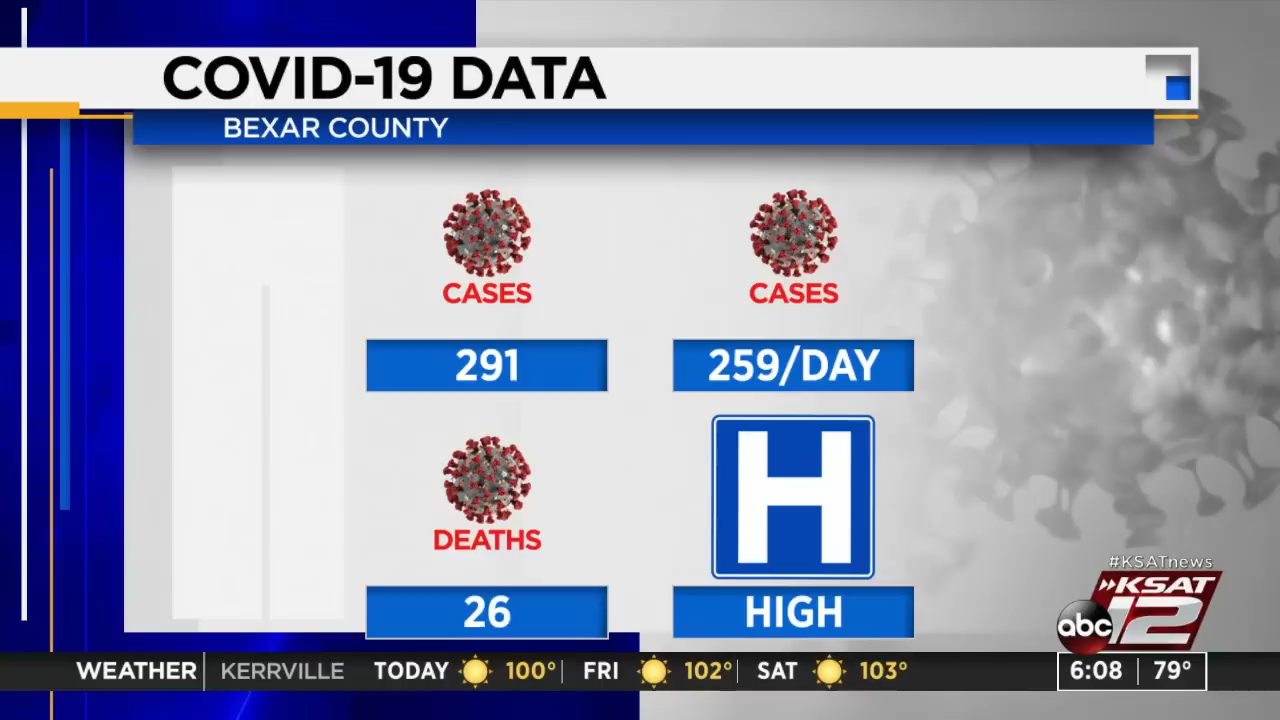 COVID-19 DATA
BEXAR COUNTY
CASES
291
CASES
259/DAY
DEATHS
26
H
HIGH
#KSATnews
KSAT
abc 12
WEATHER KERRVILLE TODAY 100° FRI 102° SAT 103° 6:08 79°